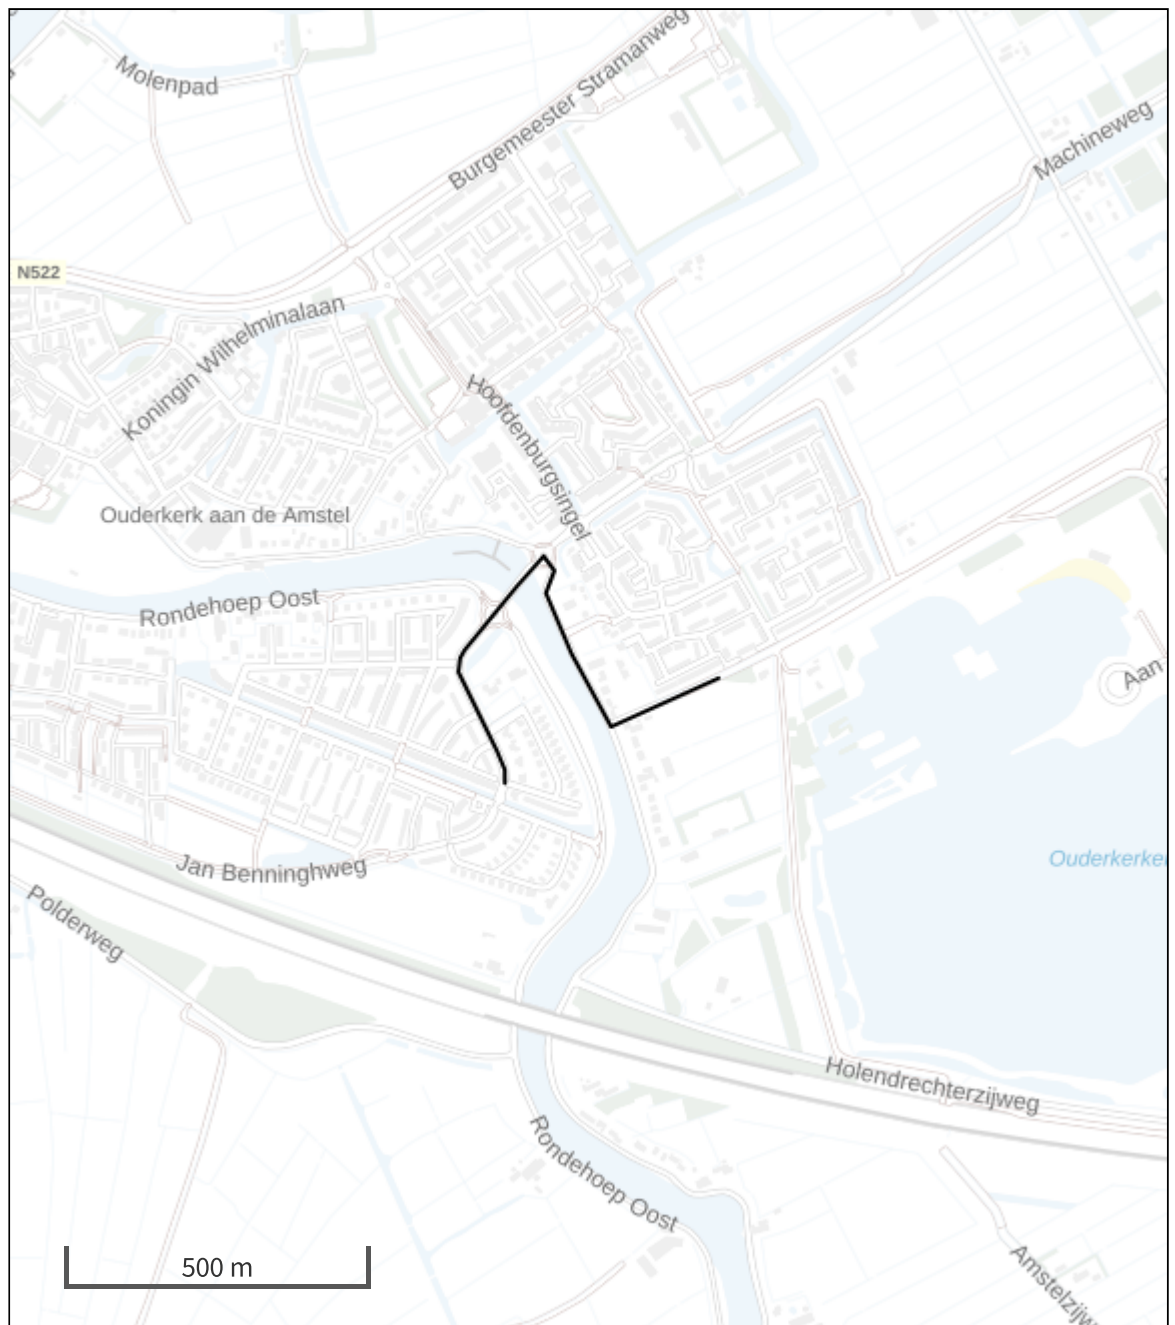 Molenpad
Burgemeester Stramanweg
Machineweg
N522
Koningin Wilhelminalaan
Hoofdenburgsingel
Ouderkerk aan de Amstel
Rondehoep Oost
Aan
Ouderkerke
Jan Benninghweg
Polderweg
Holendrechterzijweg
Rondehoep Oost
500 m
Amstelzijw